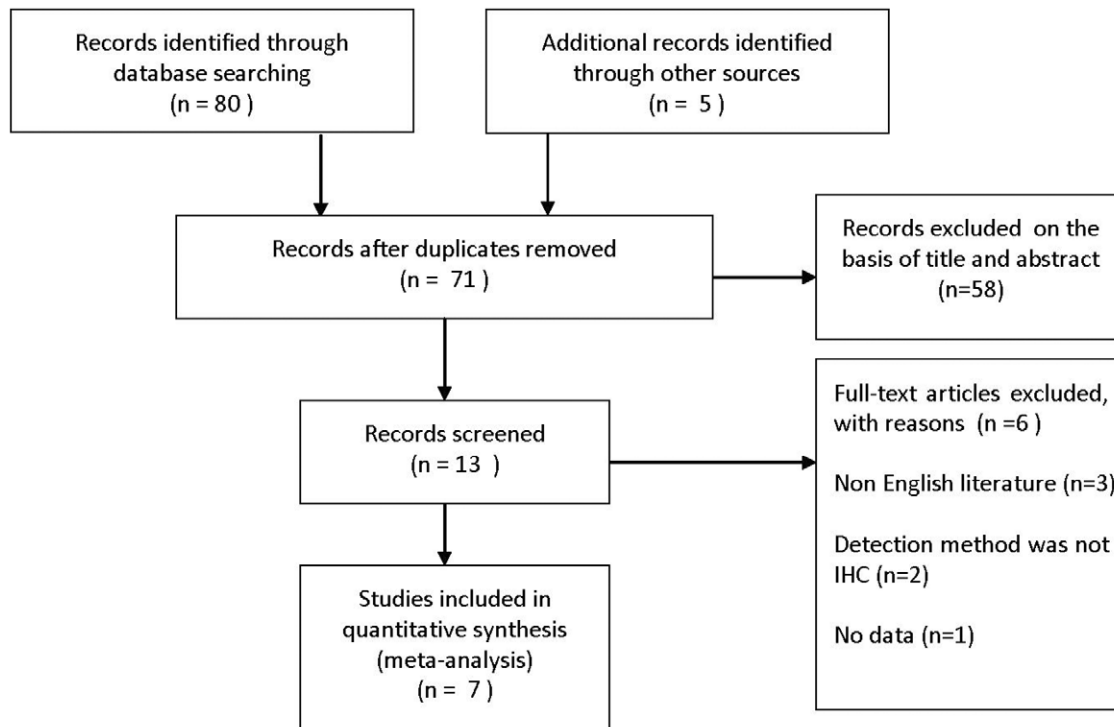 Records identified through
database searching
(n = 80 )
Additional records identified
through other sources
(n =  5 )
Records after duplicates removed
(n =  71 )
Records excluded  on the
basis of title and abstract
(n=58)
Records screened
(n = 13  )
Full-text articles excluded,
with reasons  (n =6 )
Non English literature (n=3)
Detection method was not
IHC (n=2)
No data (n=1)
Studies included in
quantitative synthesis
(meta-analysis)
(n =  7 )